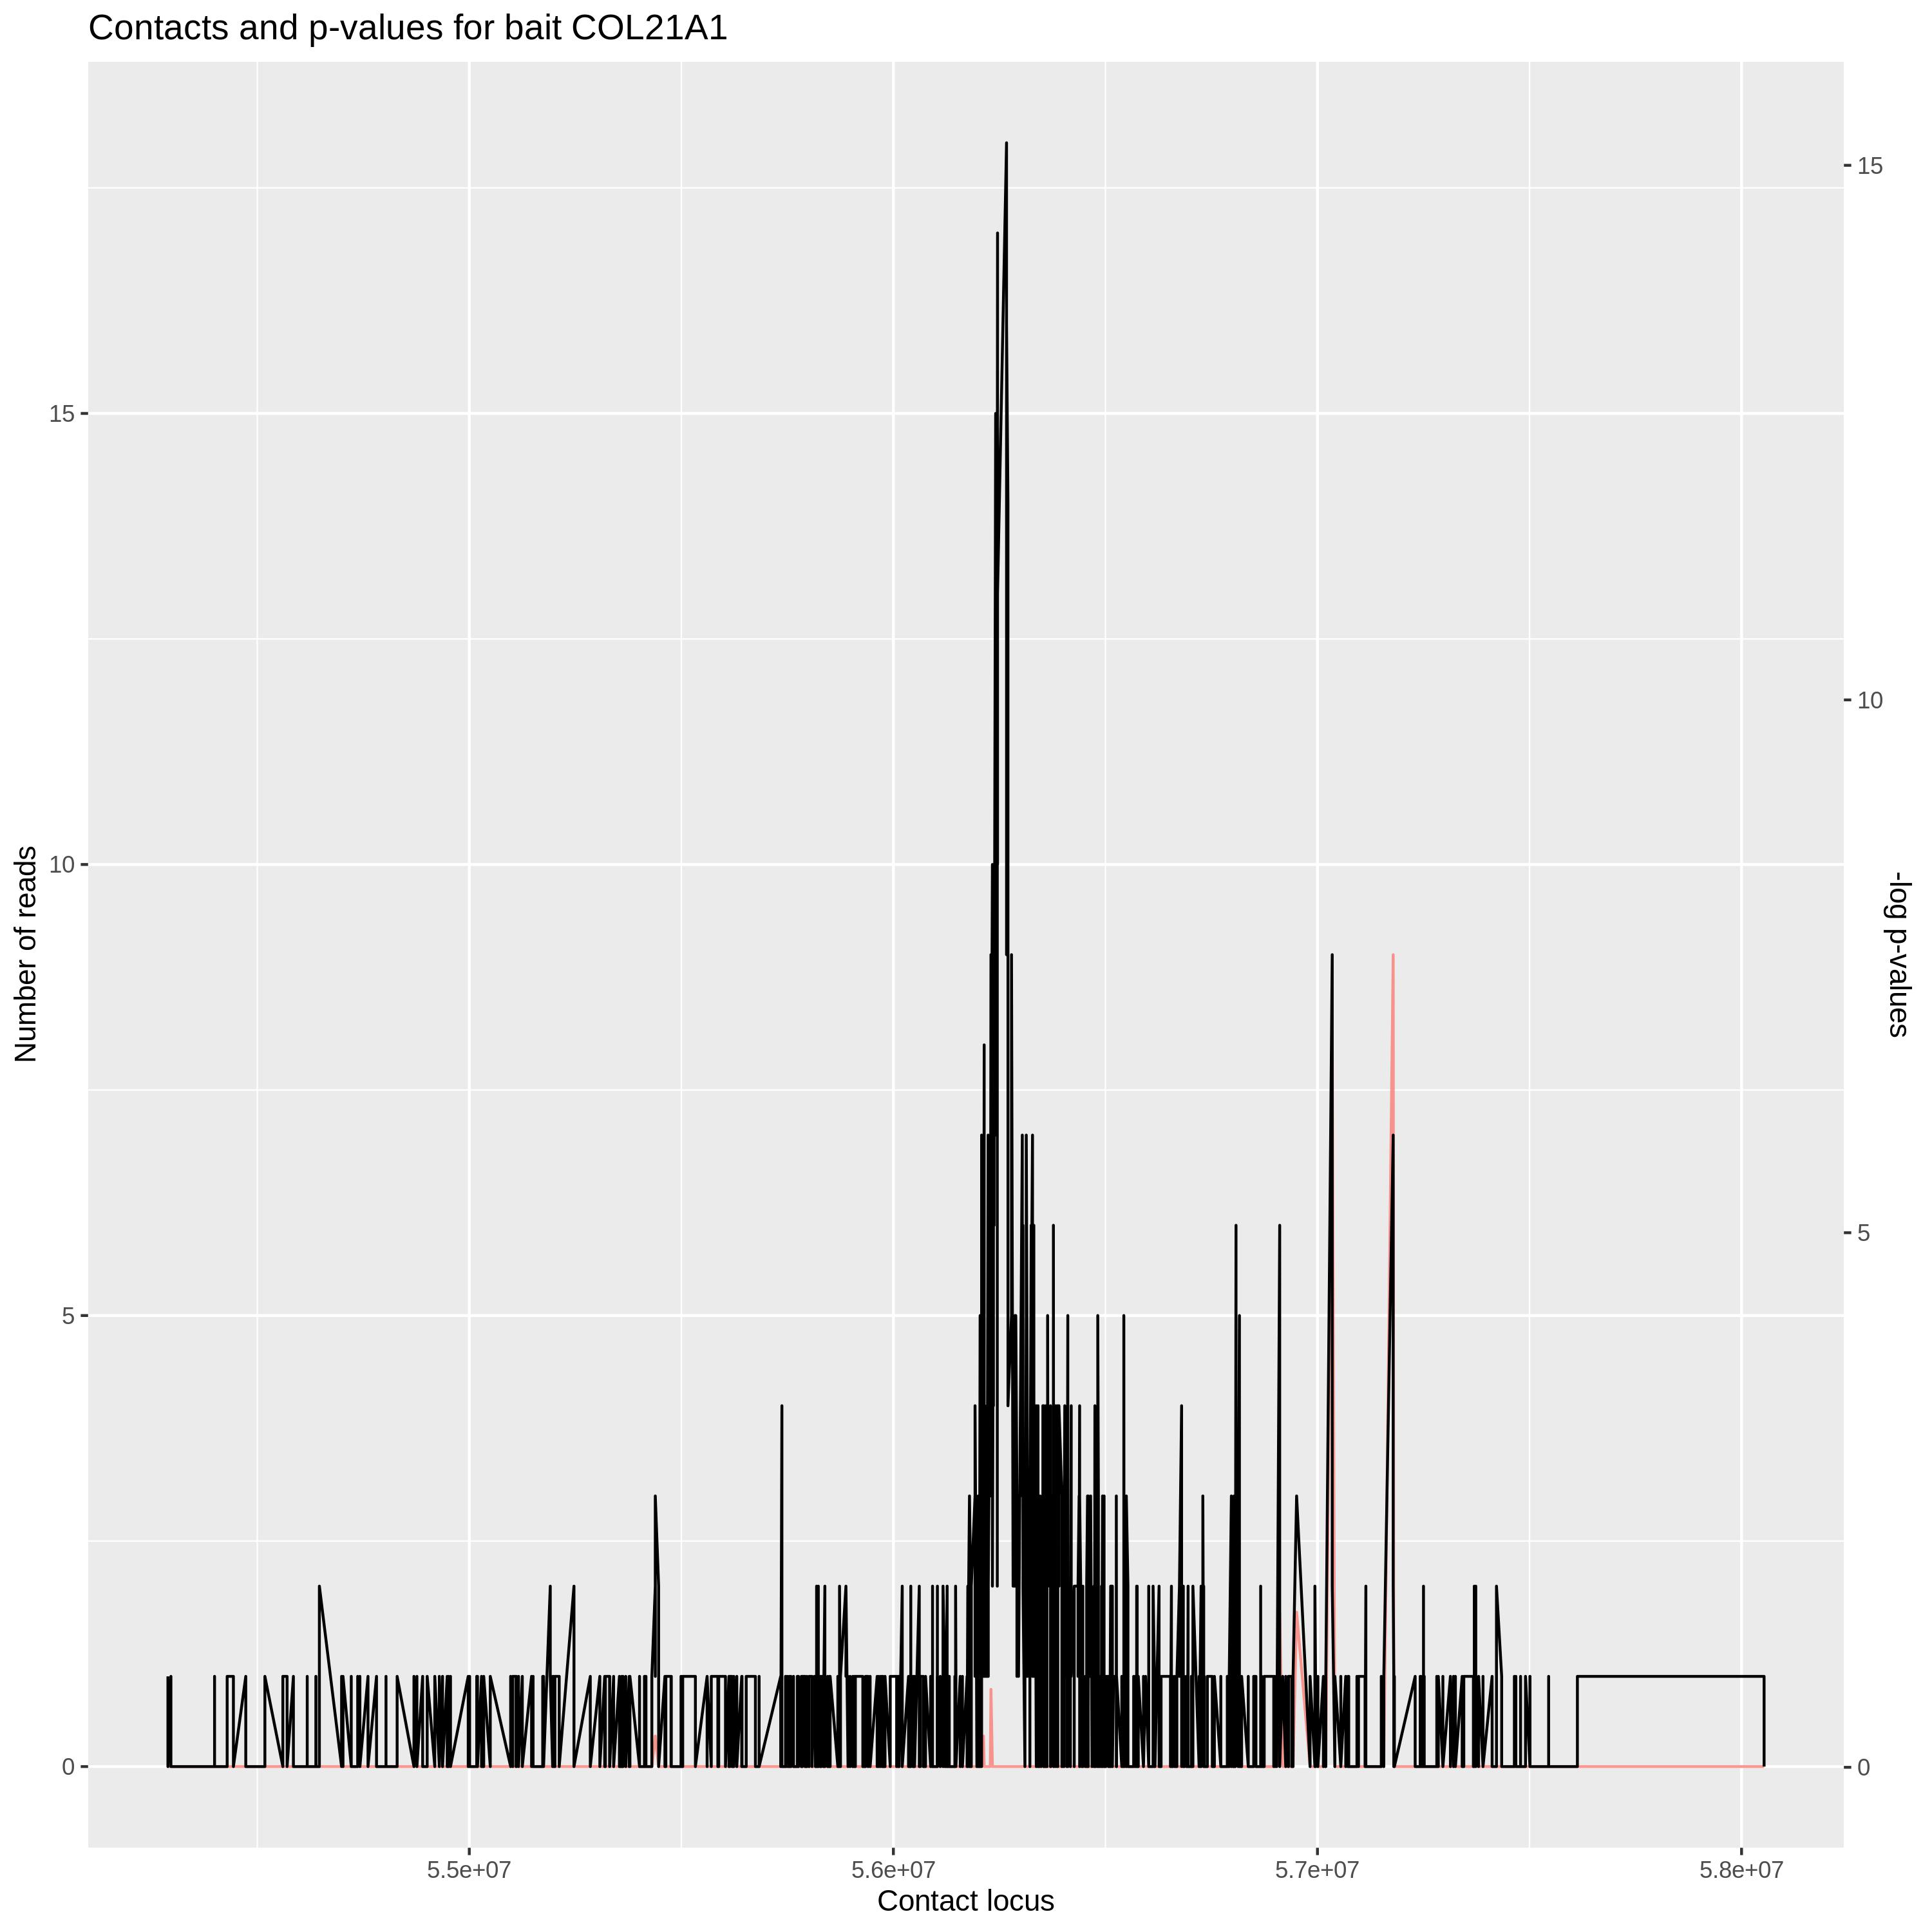 Contacts and p-values for bait COL21A1
15
10
5
0
Number of reads
15
10
5
0
-log p-values
5.5e+07
5.6e+07
5.7e+07
5.8e+07
Contact locus